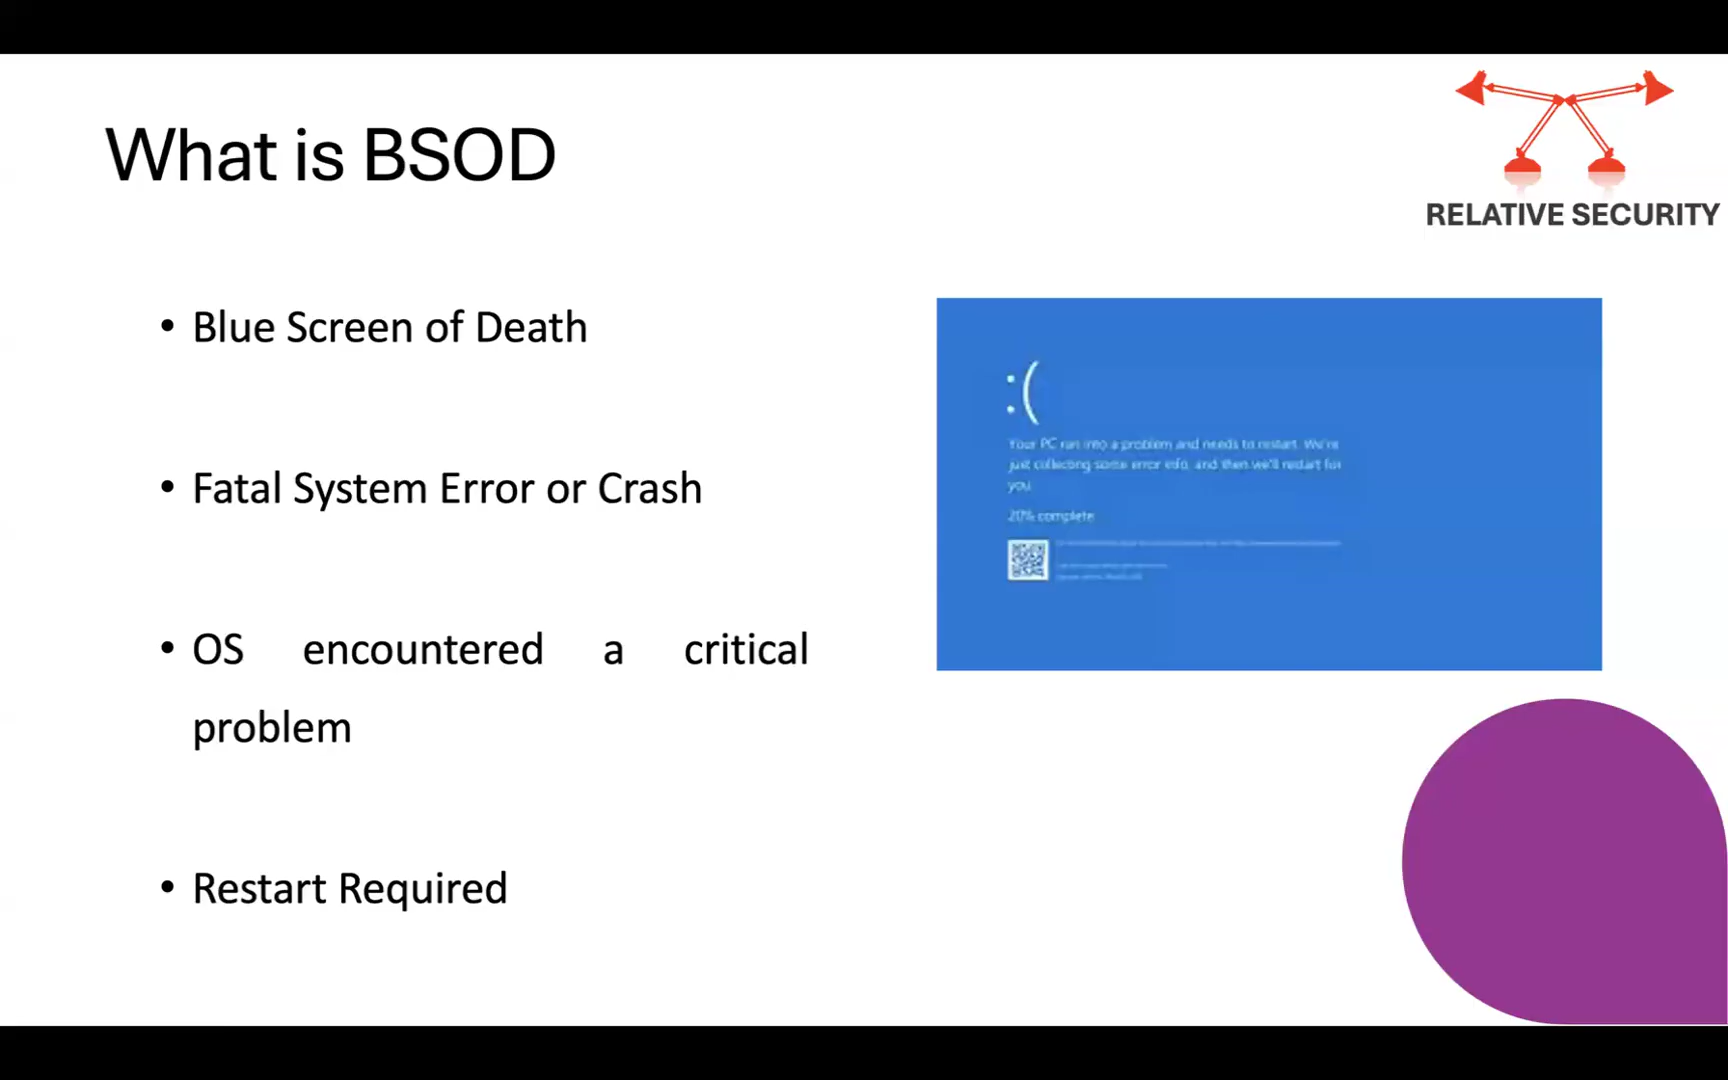 What is BSOD
RELATIVE SECURITY
• Blue Screen of Death
• Fatal System Error or Crash
• OS encountered a critical
problem
• Restart Required
:(
Your PC ran into a problem and needs to restart. We're
just collecting some error info, and then we'll restart for
you.
20% complete